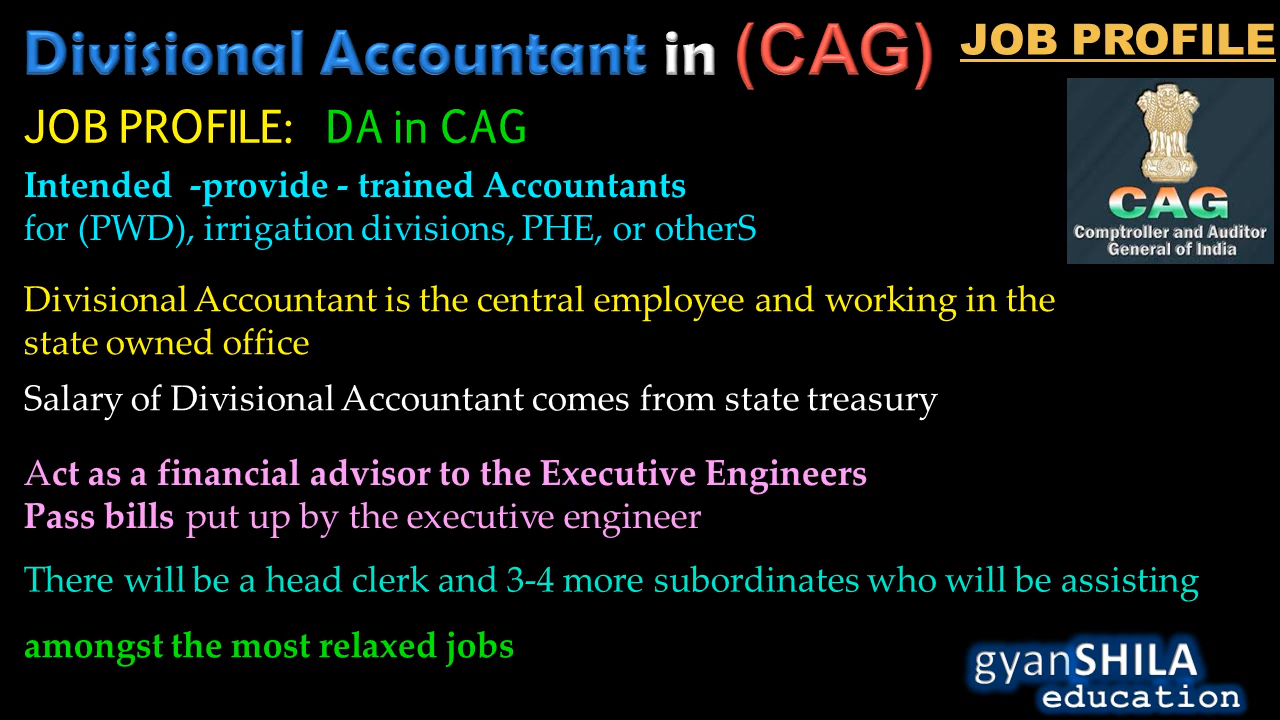 Divisional Accountant in (CAG)
JOB PROFILE
JOB PROFILE: DA in CAG
CAG
Comptroller and Auditor
General of India
Intended -provide - trained Accountants
for (PWD), irrigation divisions, PHE, or otherS
Divisional Accountant is the central employee and working in the
state owned office
Salary of Divisional Accountant comes from state treasury
Act as a financial advisor to the Executive Engineers
Pass bills put up by the executive engineer
There will be a head clerk and 3-4 more subordinates who will be assisting
amongst the most relaxed jobs
gyanSHILA
education